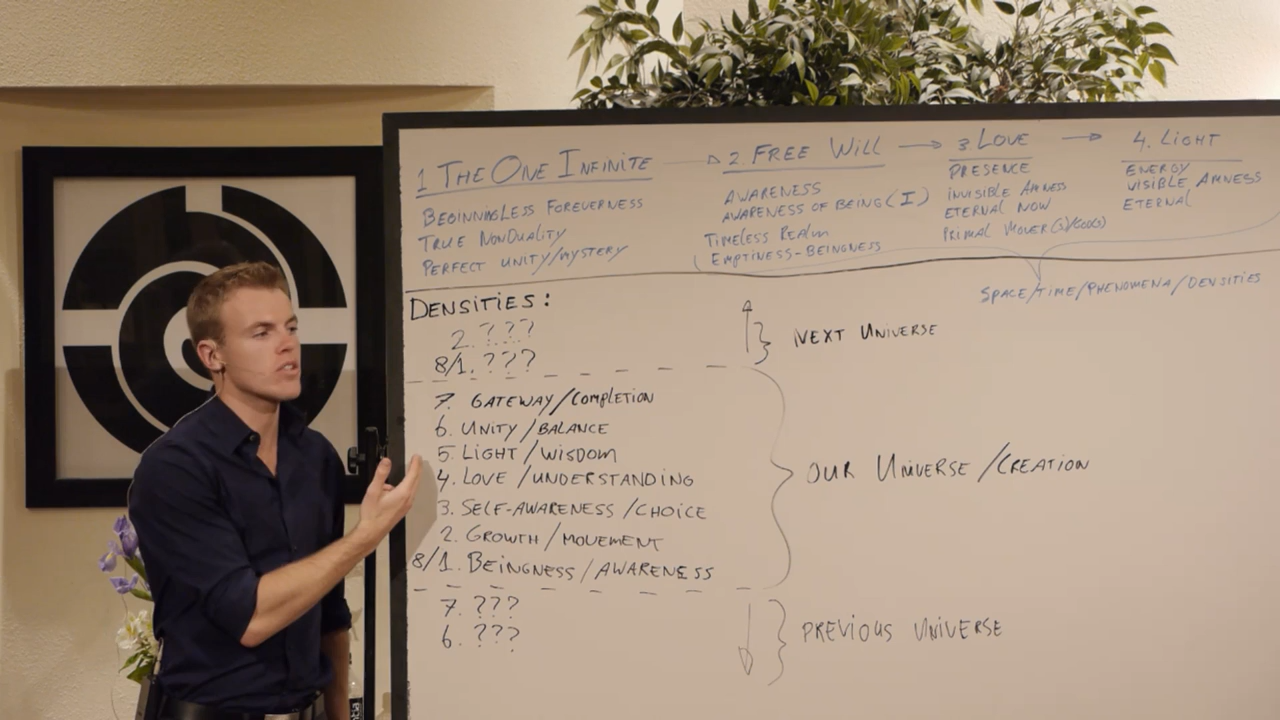 1 THE ONE INFINITE → 2. FREE WILL → 3. LOVE → 4. LIGHT
BEGINNINGLESS FOREVERNESS
TRUE NONDUALITY
PERFECT UNITY/MYSTERY
AWARENESS
AWARENESS OF BEING (I)
TIMELESS REALM
EMPTINESS-BEINGNESS
PRESENCE
INVISIBLE AMNESS
ETERNAL NOW
PRIMAL MOVER(S)/GOD(S)
ENERGY
VISIBLE AMNESS
ETERNAL
SPACE/TIME/PHENOMENA/DENSITIES
DENSITIES:
2. ???
8/1. ???
NEXT UNIVERSE
7. GATEWAY/COMPLETION
6. UNITY/BALANCE
5. LIGHT/WISDOM
4. LOVE/UNDERSTANDING
3. SELF-AWARENESS/CHOICE
2. GROWTH/MOVEMENT
8/1. BEINGNESS/AWARENESS
OUR UNIVERSE/CREATION
7. ???
6. ???
PREVIOUS UNIVERSE